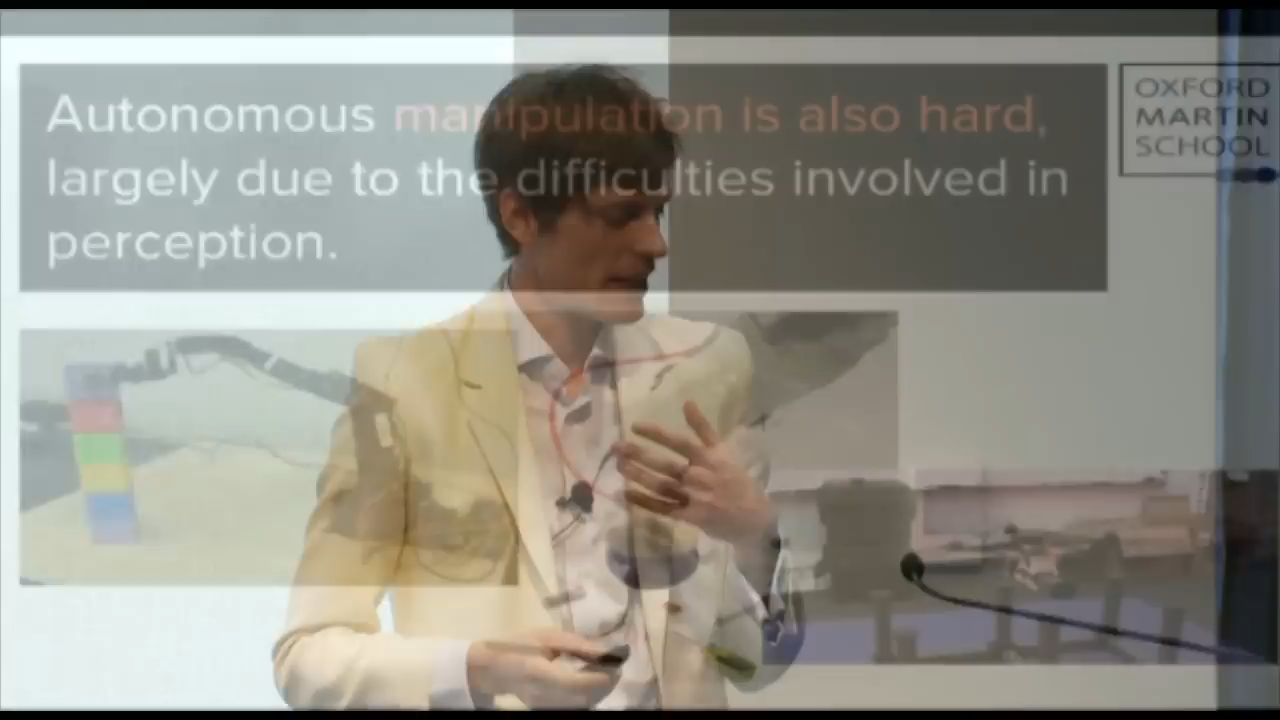 Autonomous manipulation is also hard,
largely due to the difficulties involved in
perception.
OXFORD
MARTIN
SCHOOL